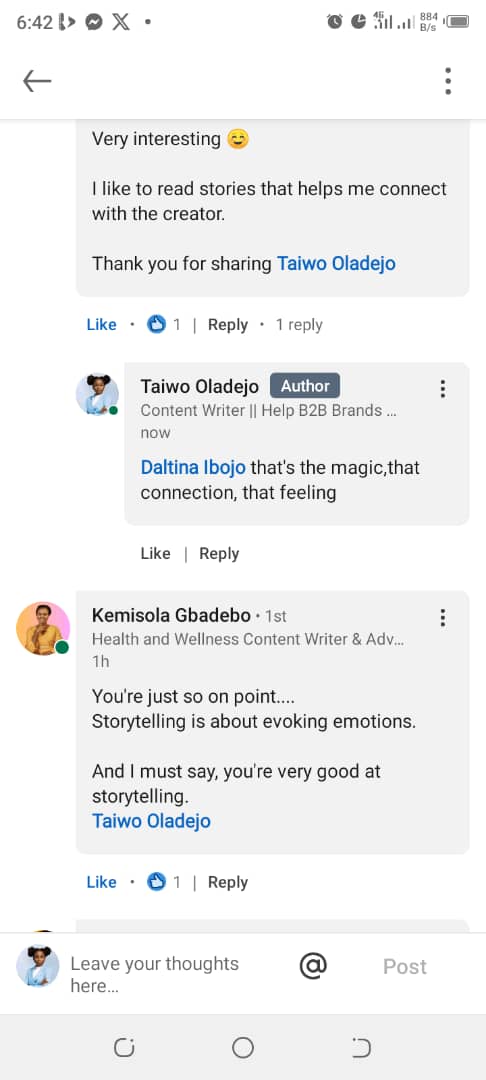 6:42
4G
884
B/s
Very interesting 😊
I like to read stories that helps me connect
with the creator.
Thank you for sharing Taiwo Oladejo
Like • 1 | Reply • 1 reply
Taiwo Oladejo Author
Content Writer || Help B2B Brands ...
now
Daltina Ibojo that's the magic,that
connection, that feeling
Like | Reply
Kemisola Gbadebo • 1st
Health and Wellness Content Writer & Adv...
1h
You're just so on point....
Storytelling is about evoking emotions.
And I must say, you're very good at
storytelling.
Taiwo Oladejo
Like • 1 | Reply
Leave your thoughts
here...
@
Post